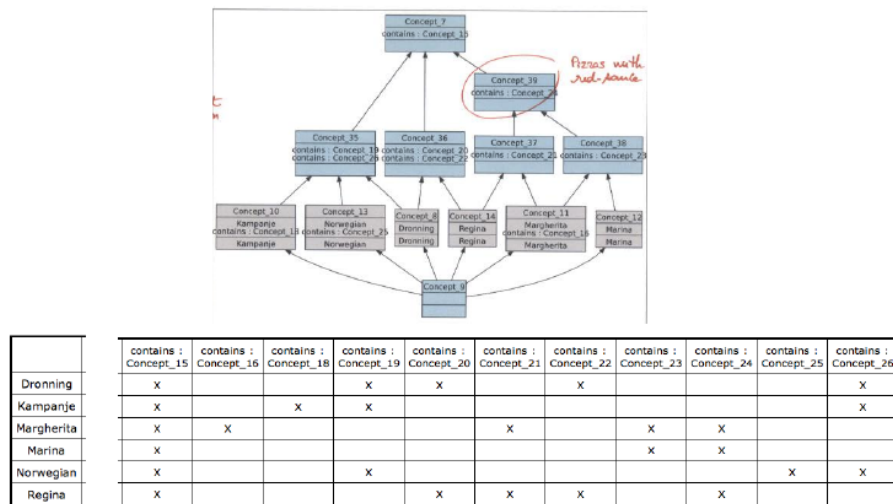 Concept_7
contains : Concept_15
Pizzas with
red-sauce
Concept_39
contains : Concept_24
Concept_35
contains : Concept_19
contains : Concept_26
Concept_36
contains : Concept_20
contains : Concept_22
Concept_37
contains : Concept_21
Concept_38
contains : Concept_23
Concept_10
Kampanje
contains : Concept_18
Kampanje
Concept_13
Norwegian
contains : Concept_25
Norwegian
Concept_8
Dronning
Dronning
Concept_14
Regina
Regina
Concept_11
Margherita
contains : Concept_16
Margherita
Concept_12
Marina
Marina
Concept_9
contains : Concept_15 contains : Concept_16 contains : Concept_18 contains : Concept_19 contains : Concept_20 contains : Concept_21 contains : Concept_22 contains : Concept_23 contains : Concept_24 contains : Concept_25 contains : Concept_26
Dronning x x x x x
Kampanje x x x x
Margherita x x x x x
Marina x x x
Norwegian x x x x
Regina x x x x x